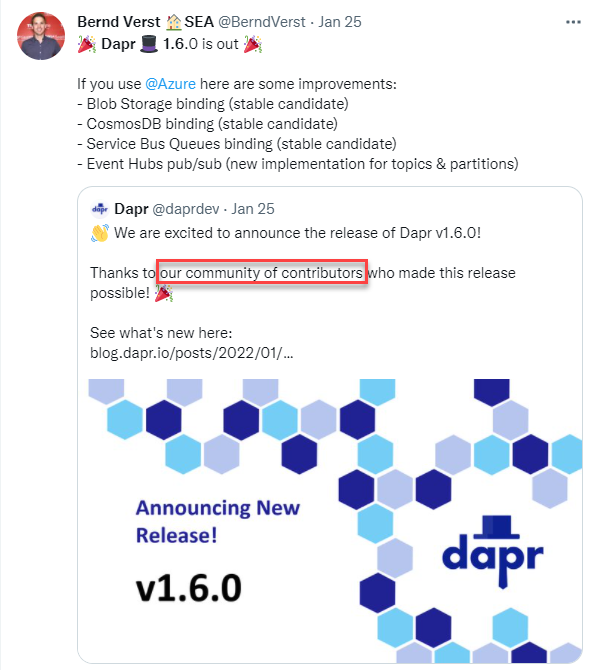 Bernd Verst 🏠SEA @BerndVerst · Jan 25
🎉 Dapr 🎩 1.6.0 is out 🎉
If you use @Azure here are some improvements:
- Blob Storage binding (stable candidate)
- CosmosDB binding (stable candidate)
- Service Bus Queues binding (stable candidate)
- Event Hubs pub/sub (new implementation for topics & partitions)
dapr Dapr @daprdev · Jan 25
👋 We are excited to announce the release of Dapr v1.6.0!
Thanks to our community of contributors who made this release
possible! 🎉
See what's new here:
blog.dapr.io/posts/2022/01/...
Announcing New
Release!
v1.6.0
dapr